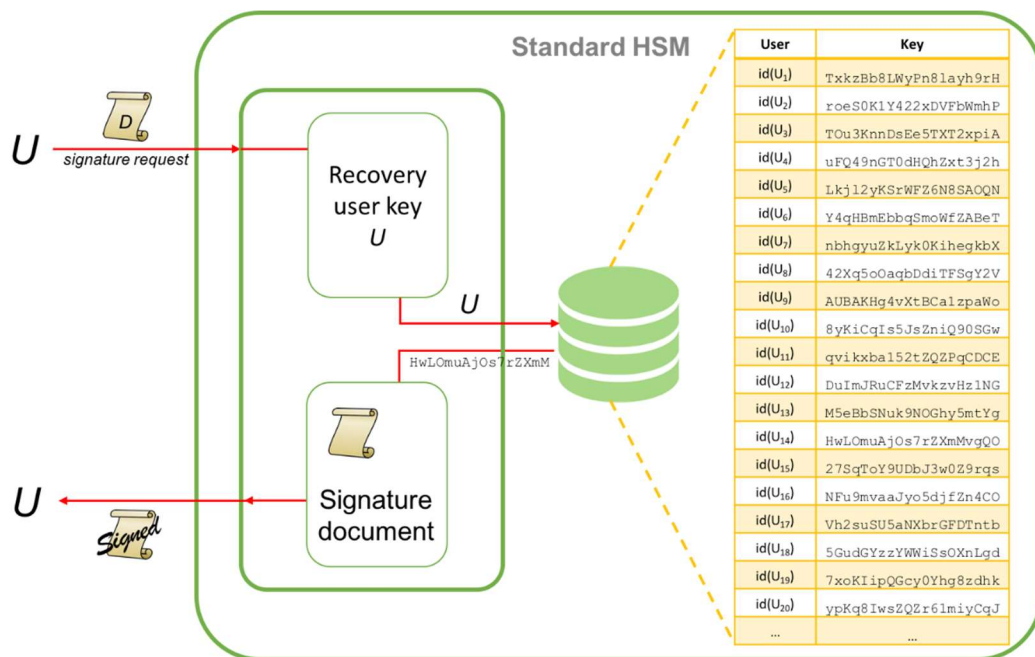 Standard HSM
D
U
signature request
Recovery
user key
U
U
HwLOmuAjOs7rZXmM
Signature
document
U
Signed
User Key
id(U1) TxkzBb8LWyPn8layh9rH
id(U2) roeS0K1Y422xDVFbWmhP
id(U3) TOu3KnnDsEe5TXT2xpiA
id(U4) uFQ49nGT0dHQhZxt3j2h
id(U5) Lkjl2yKSrWFZ6N8SAOQN
id(U6) Y4qHBmEbbqSmoWfZABeT
id(U7) nbhgyuZkLyk0KihegkbX
id(U8) 42Xq5oOaqbDdiTFSgY2V
id(U9) AUBAKHg4vXtBCa1zpaWo
id(U10) 8yKiCqIs5JsZniQ90SGw
id(U11) qvikxba152tZQZPqCDCE
id(U12) DuImJRuCFzMvkzvHz1NG
id(U13) M5eBbSNuk9NOGhy5mtYg
id(U14) HwLOmuAjOs7rZXmMvgQO
id(U15) 27SqToY9UDbJ3w0Z9rqs
id(U16) NFu9mvaaJyo5djfZn4CO
id(U17) Vh2suSU5aNXbrGFDTntb
id(U18) 5GudGYzzYWWiSsOXnLgd
id(U19) 7xoKIipQGcy0Yhg8zdhk
id(U20) ypKq8IwsZQZr61miyCqJ
... ...